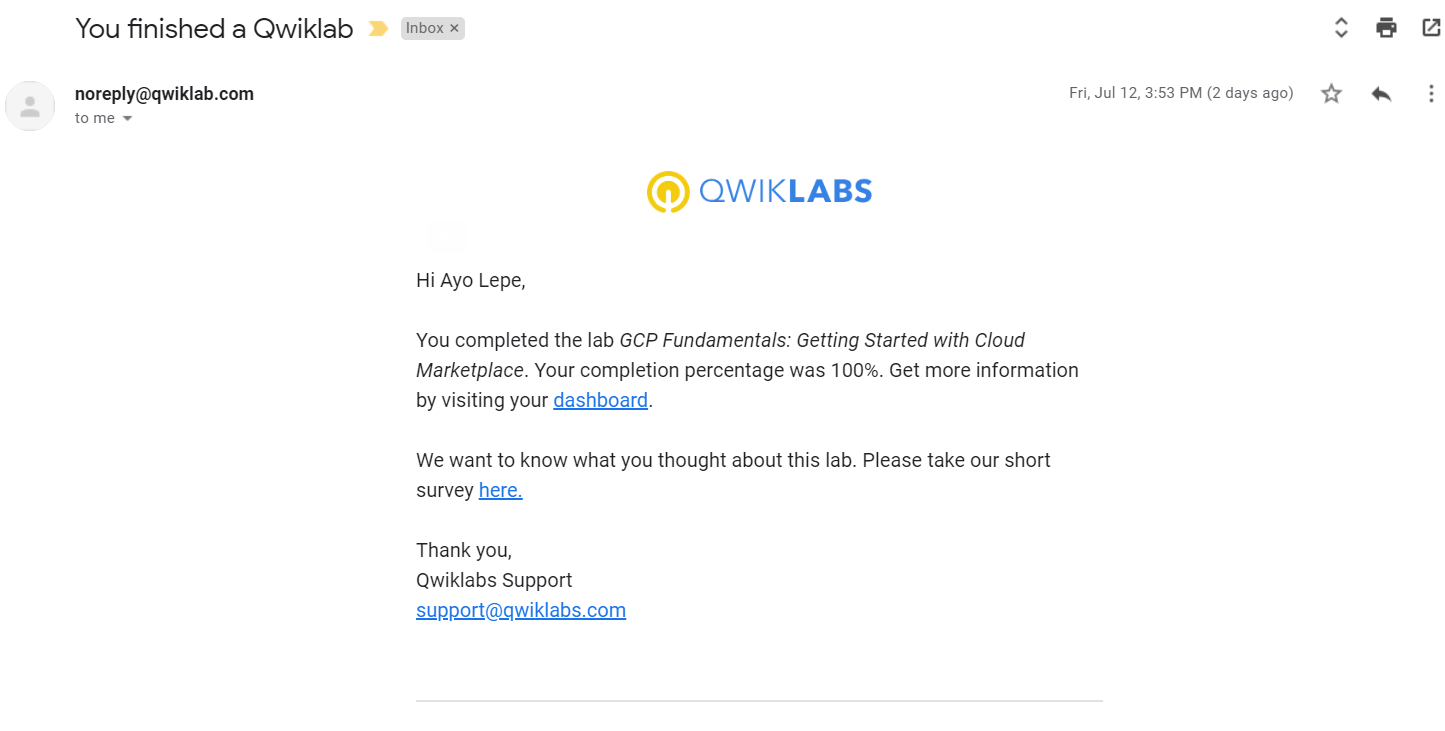 You finished a Qwiklab
Inbox ×
noreply@qwiklab.com
Fri, Jul 12, 3:53 PM (2 days ago)
to me
QWIKLABS
Hi Ayo Lepe,
You completed the lab GCP Fundamentals: Getting Started with Cloud
Marketplace. Your completion percentage was 100%. Get more information
by visiting your dashboard.
We want to know what you thought about this lab. Please take our short
survey here.
Thank you,
Qwiklabs Support
support@qwiklabs.com